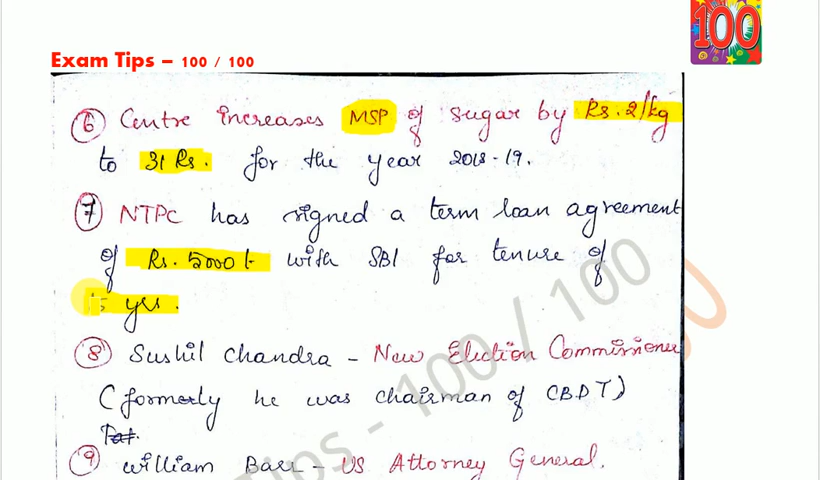 100
Exam Tips – 100 / 100
6 Centre increases MSP of sugar by Rs. 2/kg
to 31 Rs. for the year 2018-19.
7 NTPC has signed a term loan agreement
of Rs. 5000 with SBI for tenure of
yrs.
8 Sushil Chandra - New Election Commissioner
(formerly he was chairman of CBDT)
9 William Barr - US Attorney General.
Tips - 100 / 100